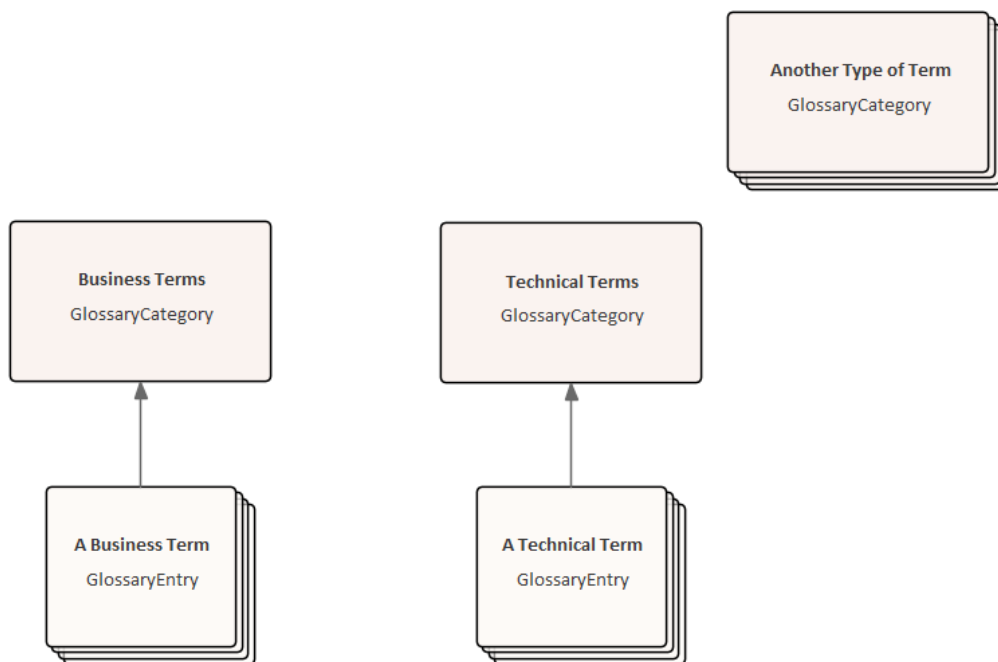 Another Type of Term
GlossaryCategory
Business Terms
GlossaryCategory
Technical Terms
GlossaryCategory
A Business Term
GlossaryEntry
A Technical Term
GlossaryEntry